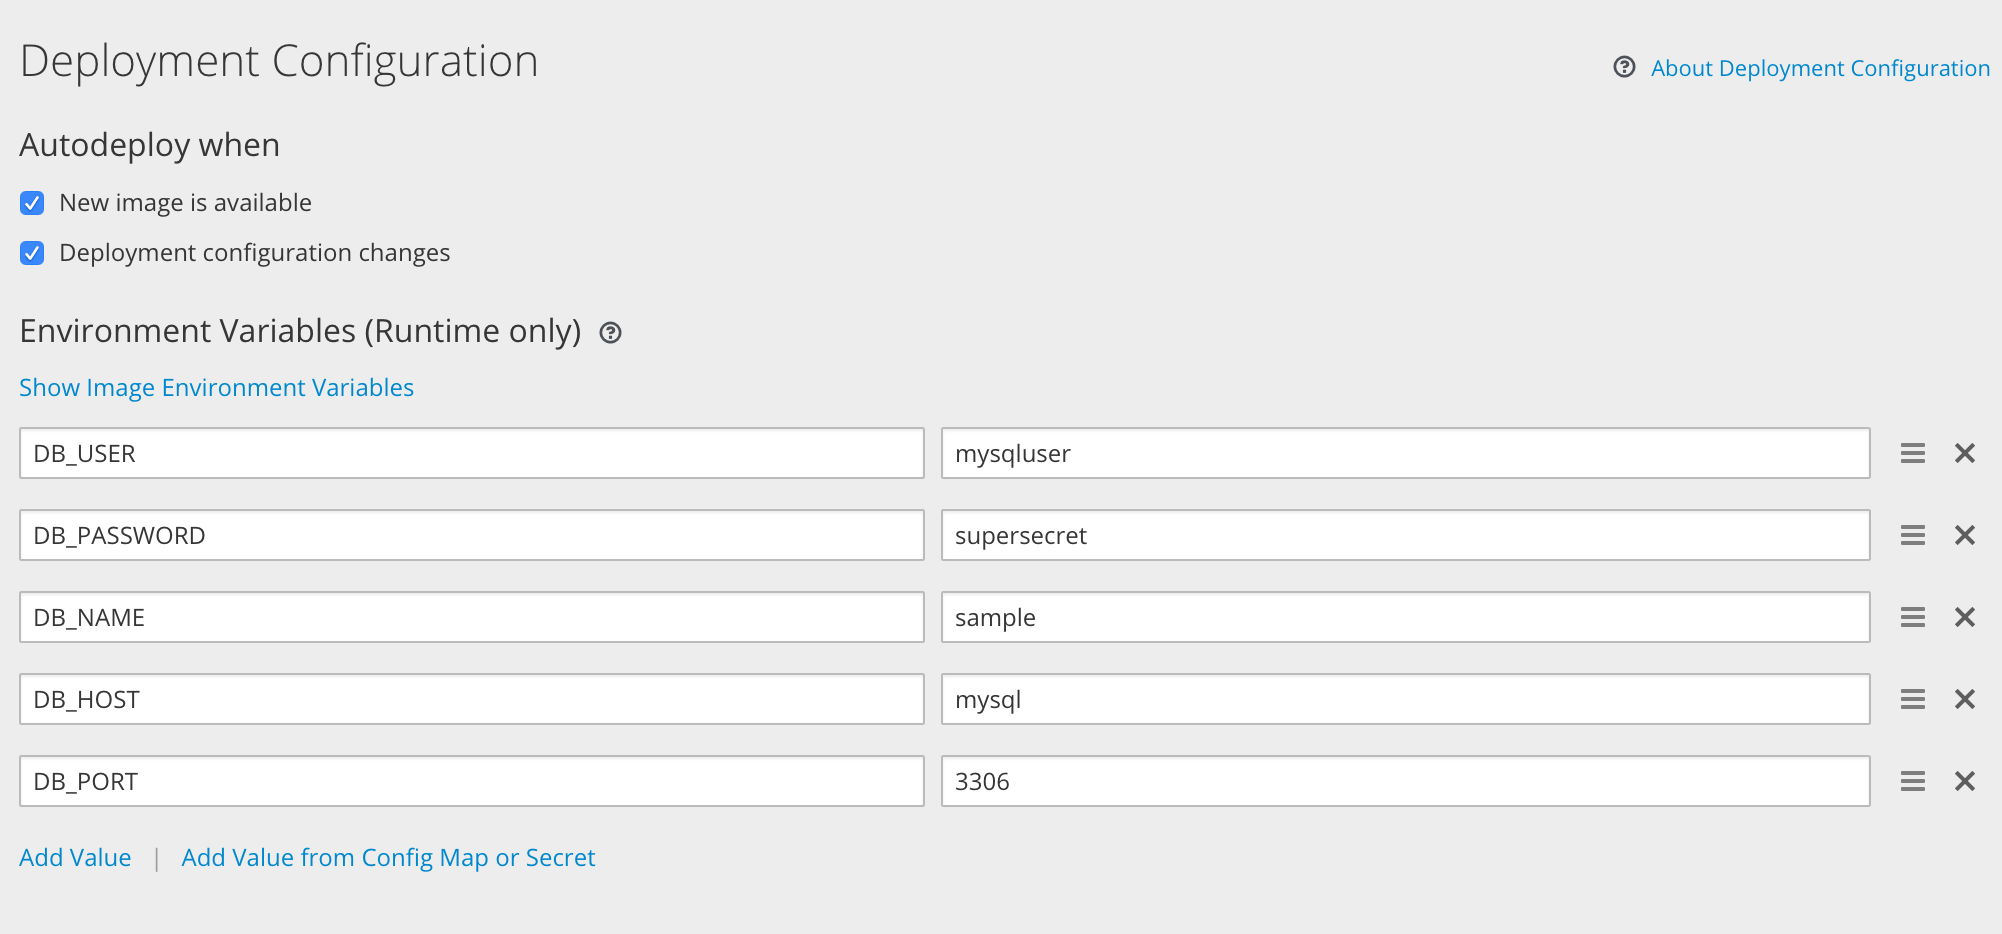 Deployment Configuration
About Deployment Configuration
Autodeploy when
New image is available
Deployment configuration changes
Environment Variables (Runtime only)
Show Image Environment Variables
DB_USER mysqluser
DB_PASSWORD supersecret
DB_NAME sample
DB_HOST mysql
DB_PORT 3306
Add Value | Add Value from Config Map or Secret